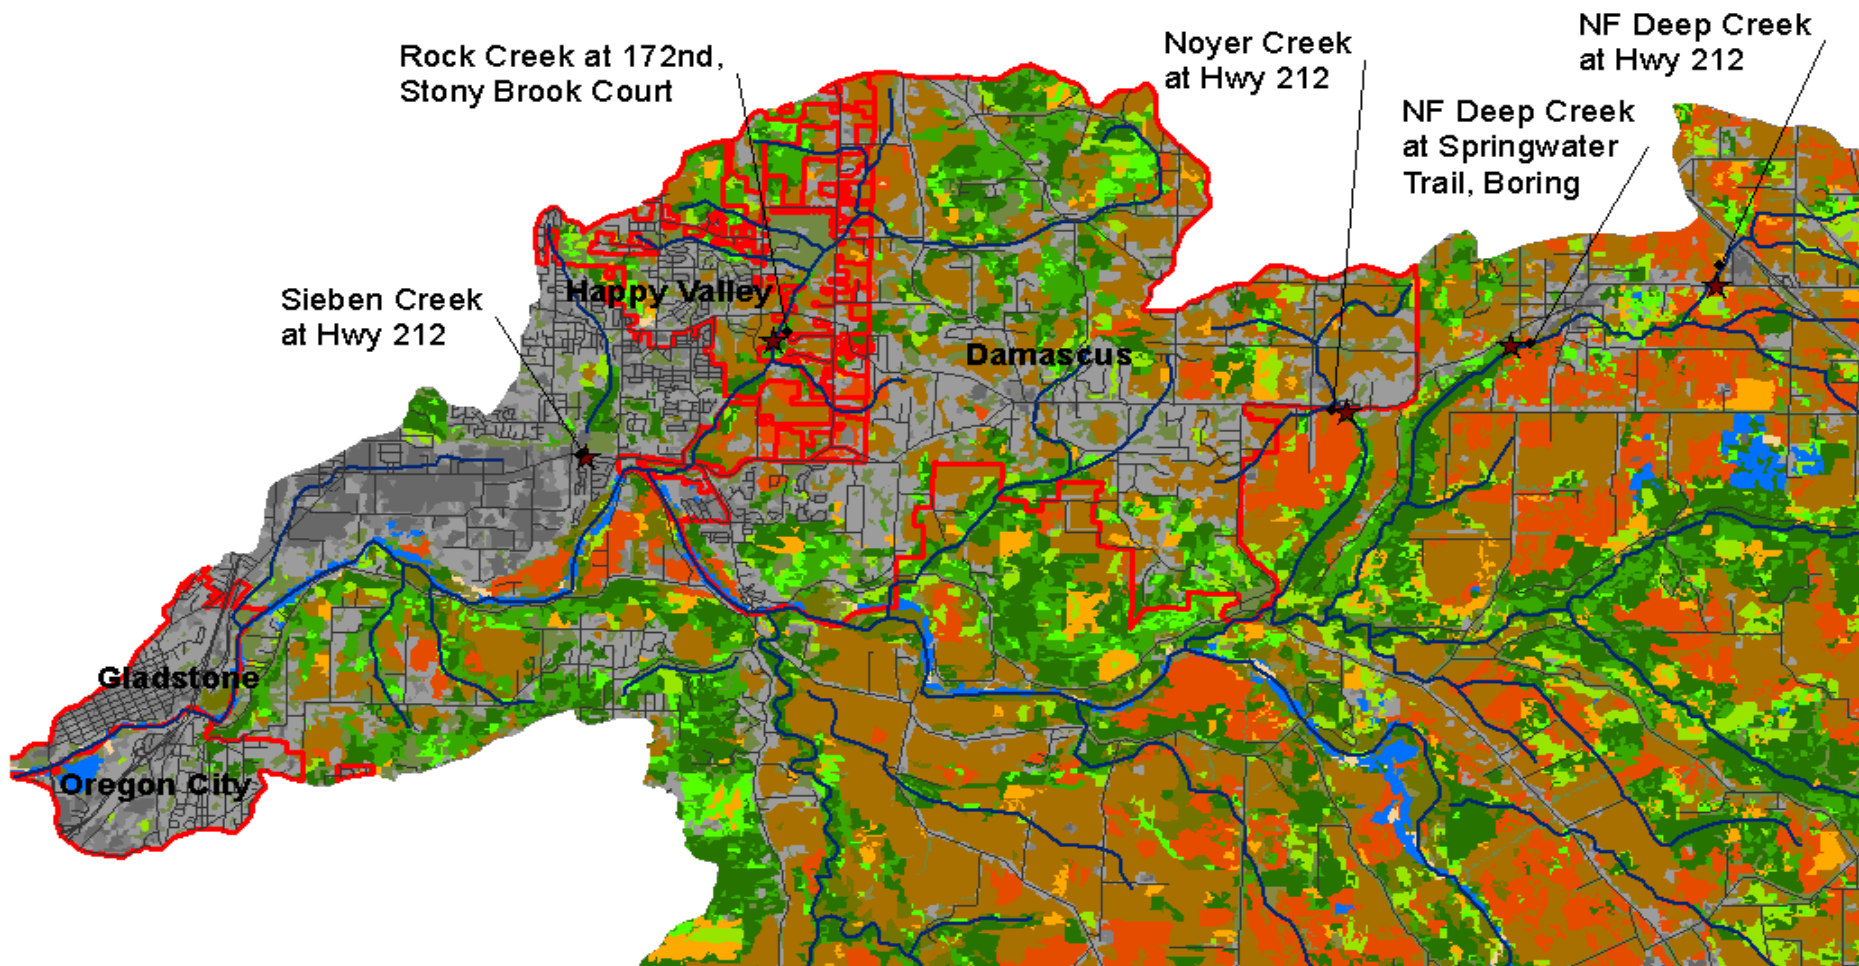 NF Deep Creek
at Hwy 212
Noyer Creek
at Hwy 212
Rock Creek at 172nd,
Stony Brook Court
NF Deep Creek
at Springwater
Trail, Boring
Sieben Creek
at Hwy 212
Happy Valley
Damascus
Gladstone
Oregon City